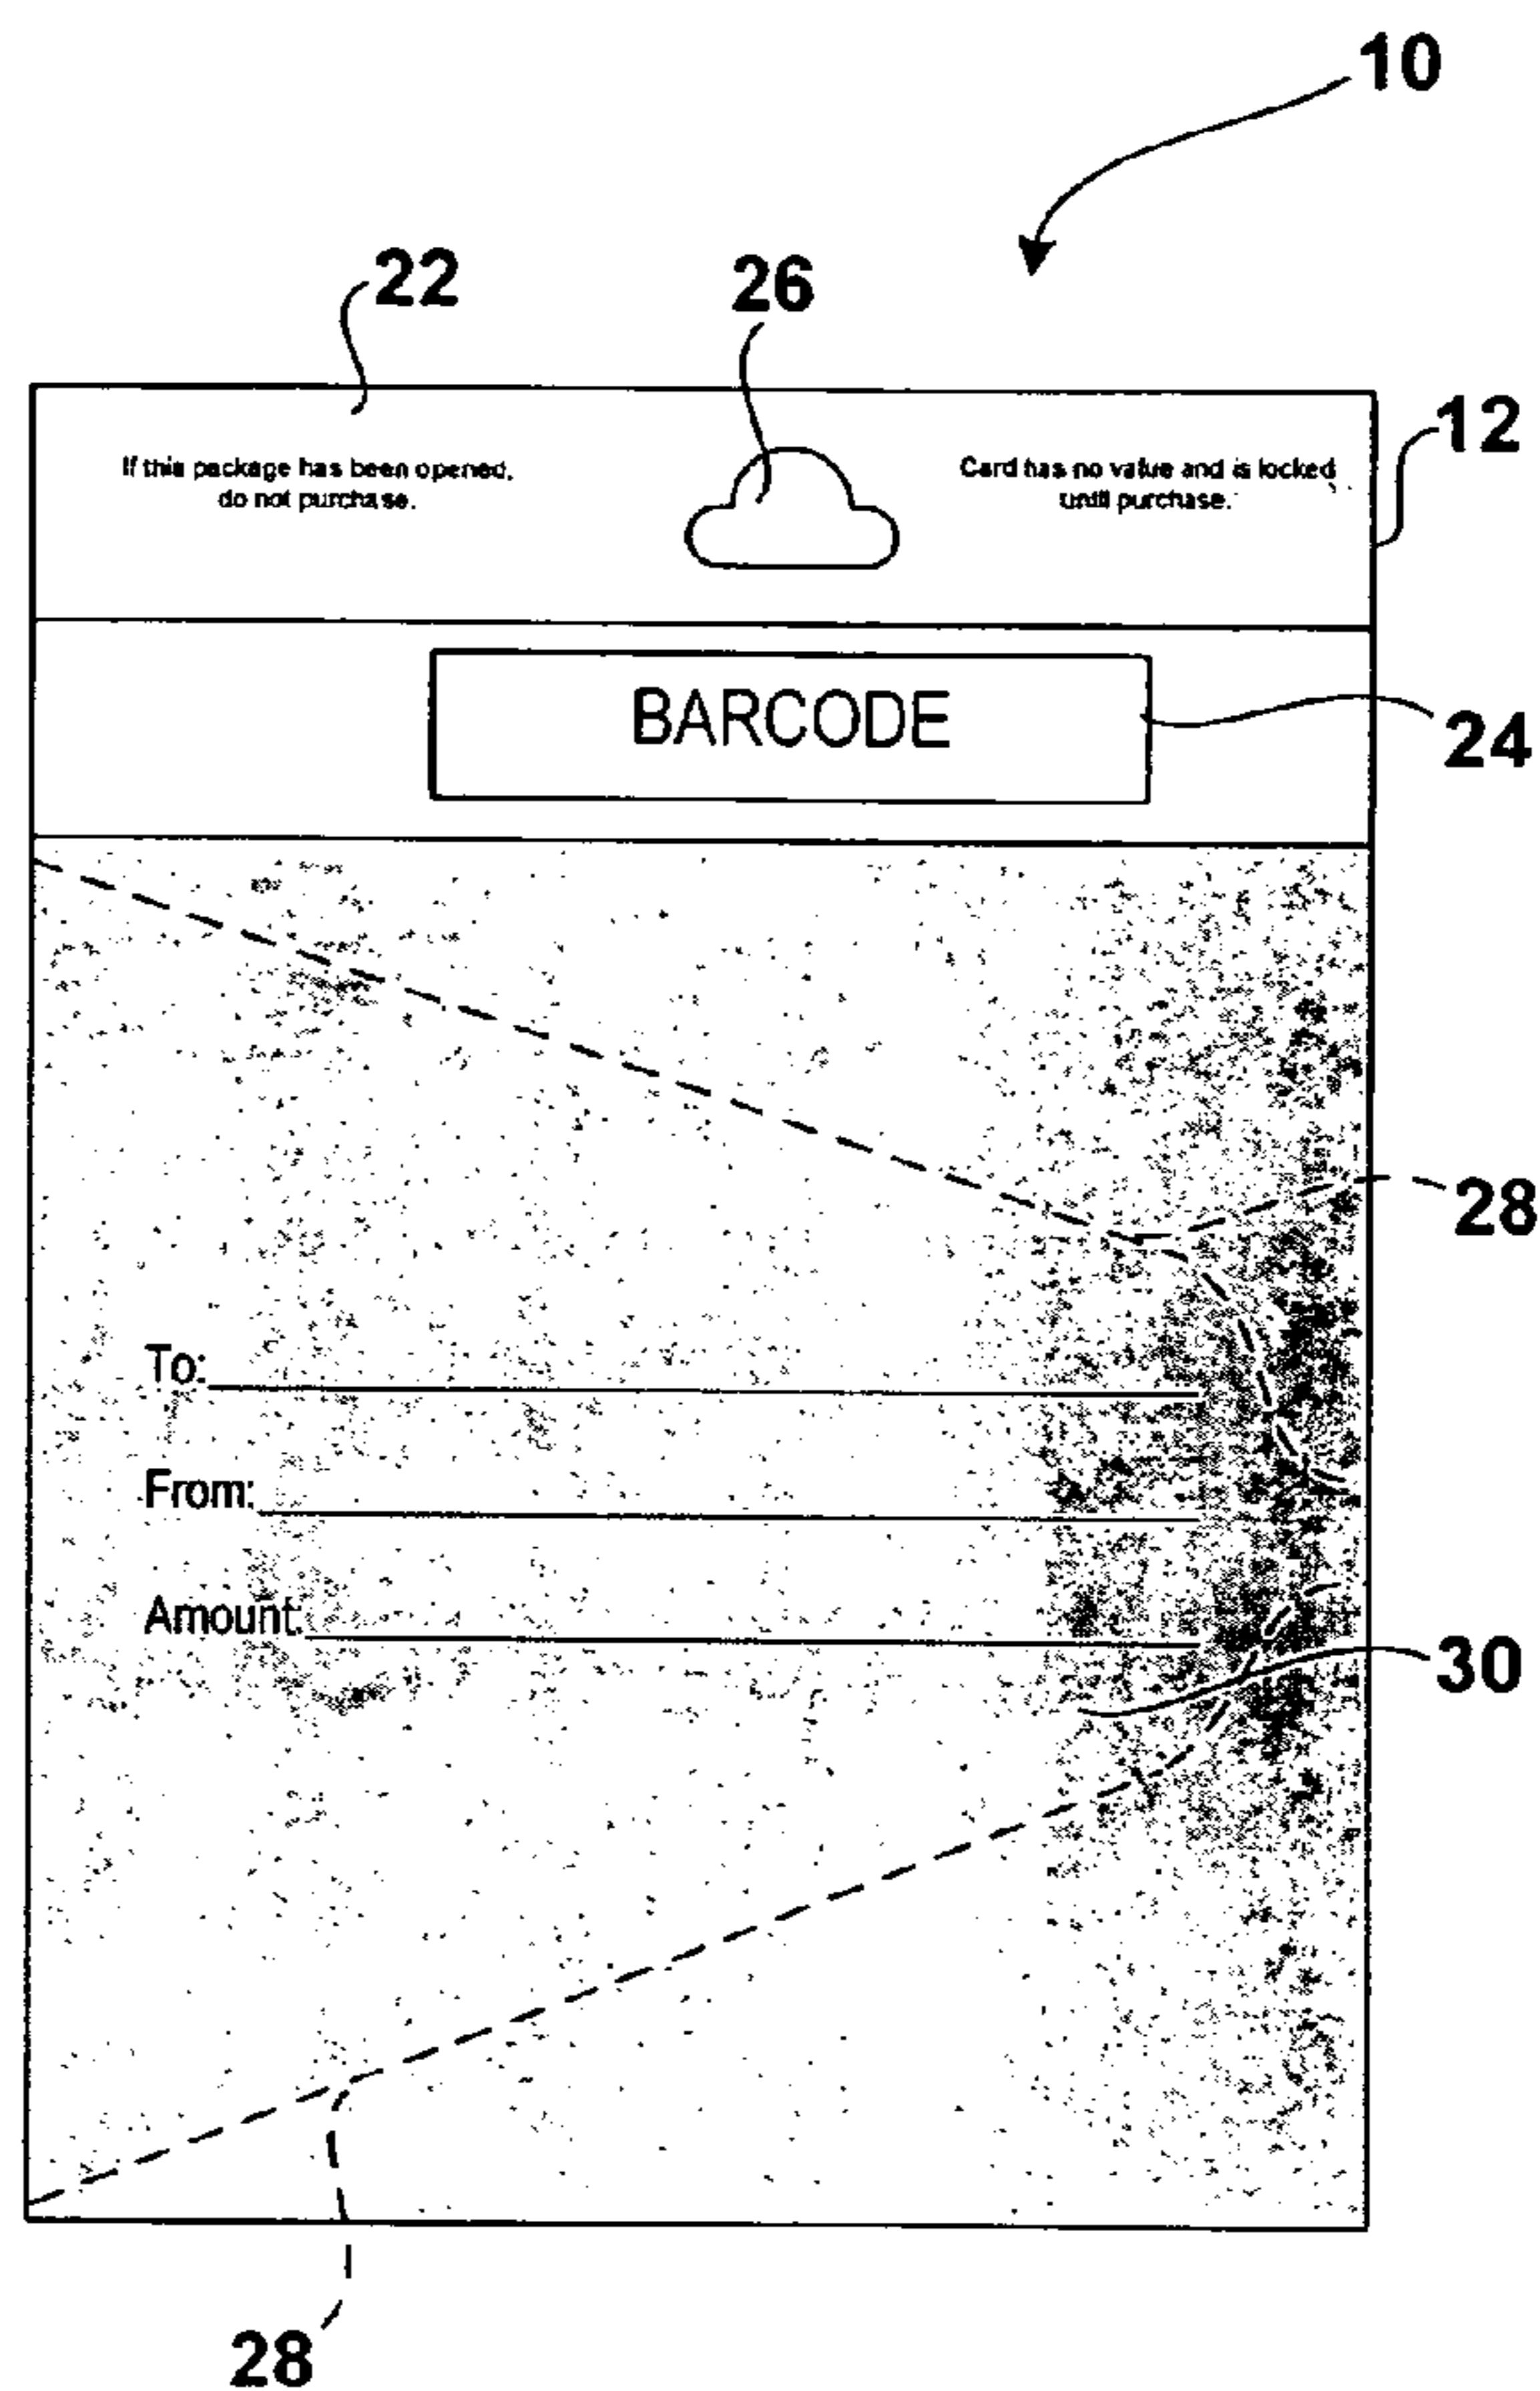 10
22
26
12
If this package has been opened,
do not purchase.
Card has no value and is locked
until purchase.
BARCODE
24
28
To:
From:
Amount:
30
28